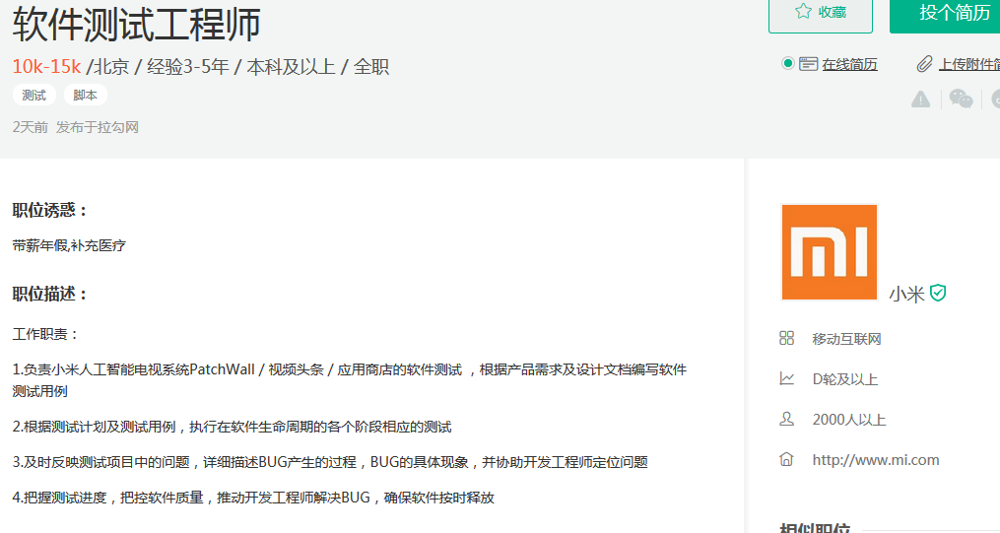 软件测试工程师
收藏
投个简历
10k-15k /北京 / 经验3-5年 / 本科及以上 / 全职
在线简历
上传附件简
测试 脚本
2天前 发布于拉勾网
职位诱惑：
带薪年假,补充医疗
职位描述：
工作职责：
1.负责小米人工智能电视系统PatchWall / 视频头条 / 应用商店的软件测试 ，根据产品需求及设计文档编写软件
测试用例
2.根据测试计划及测试用例，执行在软件生命周期的各个阶段相应的测试
3.及时反映测试项目中的问题，详细描述BUG产生的过程，BUG的具体现象，并协助开发工程师定位问题
4.把握测试进度，把控软件质量，推动开发工程师解决BUG，确保软件按时释放
mi
小米
移动互联网
D轮及以上
2000人以上
http://www.mi.com
相似职位